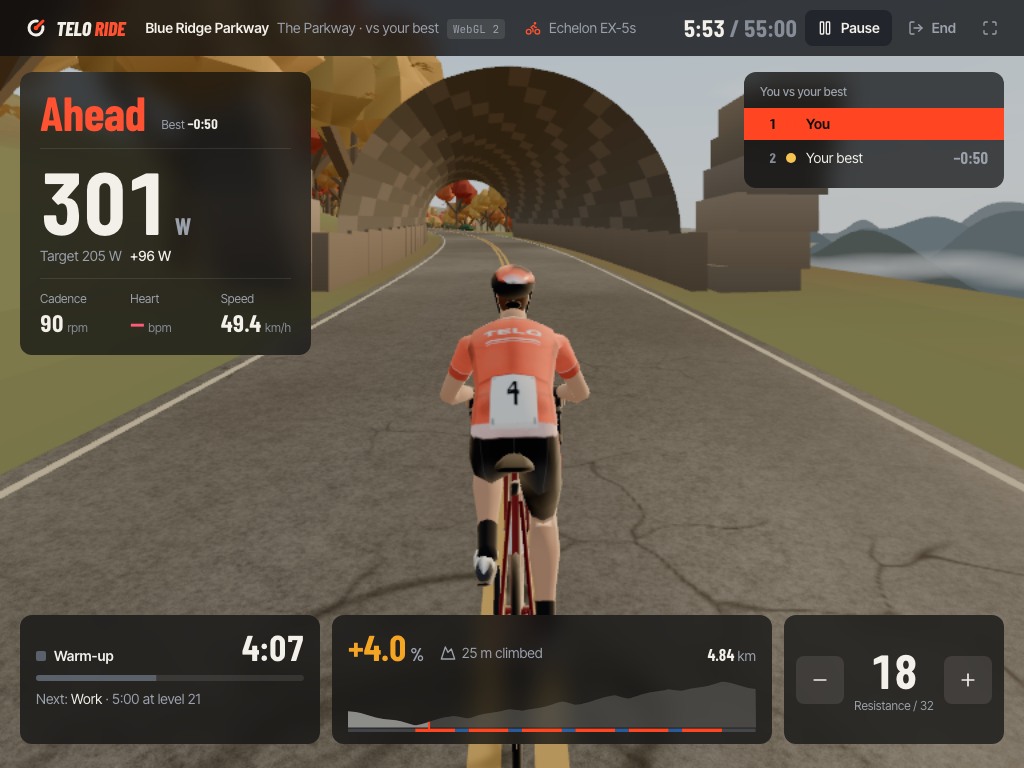 TELO RIDE Blue Ridge Parkway The Parkway · vs your best WebGL 2 Echelon EX-5s 5:53 / 55:00 Pause End
Ahead Best −0:50
301 W
Target 205 W +96 W
Cadence Heart Speed
90 rpm – bpm 49.4 km/h
You vs your best
1 You
2 Your best −0:50
TELO
4
Warm-up 4:07
Next: Work · 5:00 at level 21
+4.0 % 25 m climbed 4.84 km
− 18 +
Resistance / 32